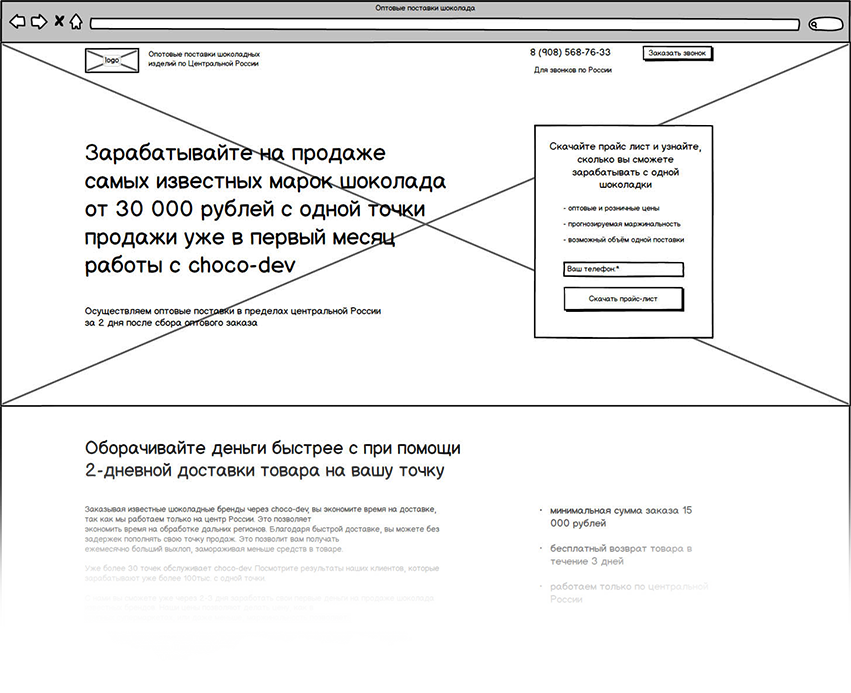 Оптовые поставки шоколада
logo
Опотовые поставки шоколадных
изделий по Центральной России
8 (908) 568-76-33
Для звонков по России
Заказать звонок
Зарабатывайте на продаже
самых известных марок шоколада
от 30 000 рублей с одной точки
продажи уже в первый месяц
работы с choco-dev
Осуществляем оптовые поставки в пределах центральной России
за 2 дня после сбора оптового заказа
Скачайте прайс лист и узнайте,
сколько вы сможете
зарабатывать с одной
шоколадки
- оптовые и розничные цены
- прогнозируемая маржинальность
- возможный объём одной поставки
Ваш телефон:*
Скачать прайс-лист
Оборачивайте деньги быстрее с при помощи
2-дневной доставки товара на вашу точку
Заказывая известные шоколадные бренды через choco-dev, вы экономите время на доставке,
так как мы работаем только на центр России. Это позволяет
экономить время на обработке дальних регионов. Благодаря быстрой доставке, вы можете без
задержек пополнять свою точку продаж. Это позволит вам получать
ежемесячно больший выхлоп, замораживая меньше средств в товаре.
Уже более 30 точек обслуживает choco-dev. Посмотрите результаты наших клиентов, которые
зарабатывают уже более 100тыс. с одной точки.
· минимальная сумма заказа 15
000 рублей
· бесплатный возврат товара в
течение 3 дней
· работаем только по центральной
России